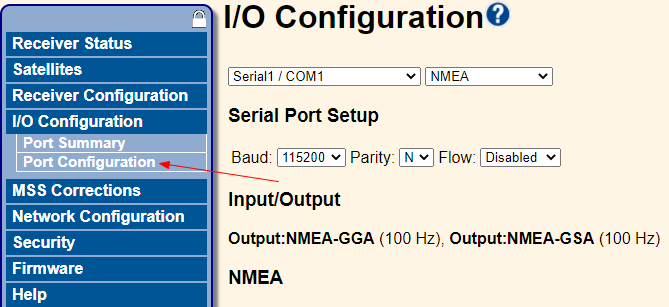 I/O Configuration?
Receiver Status
Satellites
Receiver Configuration
I/O Configuration
Port Summary
Port Configuration
MSS Corrections
Network Configuration
Security
Firmware
Help
Serial1 / COM1 NMEA
Serial Port Setup
Baud: 115200 Parity: N Flow: Disabled
Input/Output
Output:NMEA-GGA (100 Hz), Output:NMEA-GSA (100 Hz)
NMEA